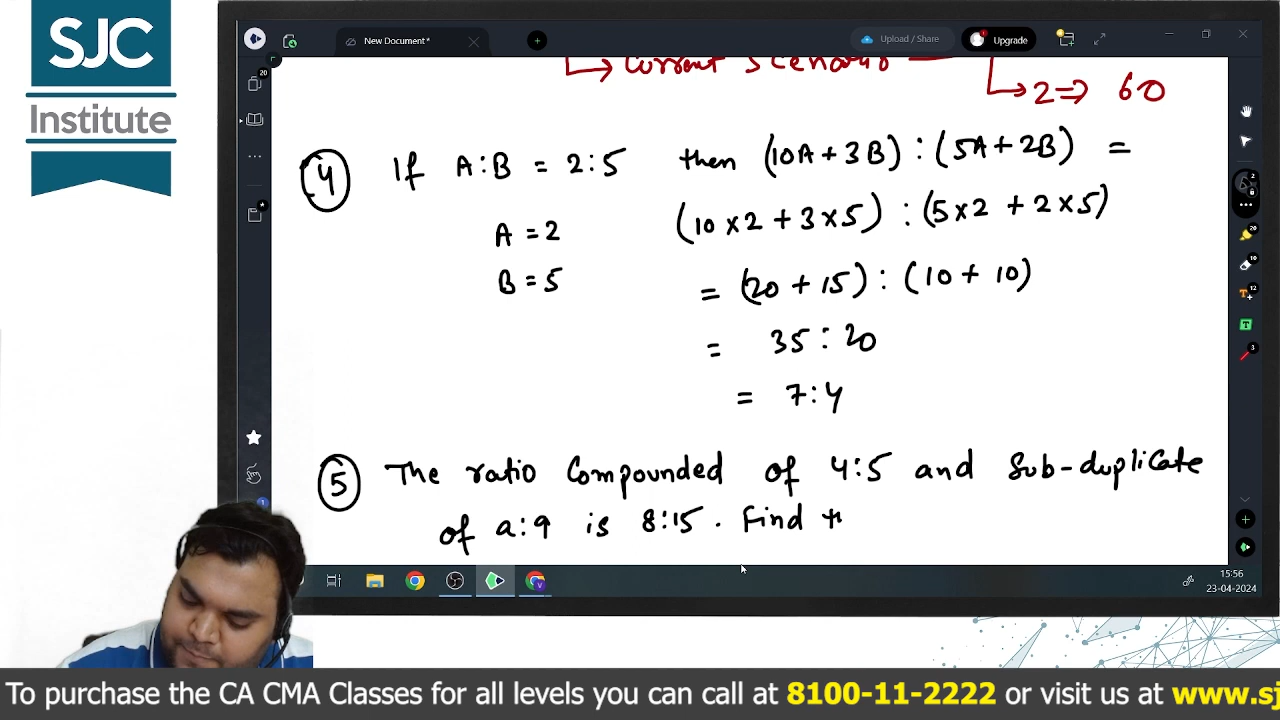 SJC
Institute
New Document*
Upload / Share
Upgrade
20
Current Scenario
2 ⇒ 60
④ If A:B = 2:5 then (10A + 3B) : (5A + 2B) =
A = 2
B = 5
(10 × 2 + 3 × 5) : (5 × 2 + 2 × 5)
= (20 + 15) : (10 + 10)
= 35 : 20
= 7 : 4
⑤ The ratio Compounded of 4:5 and Sub-duplicate
of a:9 is 8:15. Find
15:56
23-04-2024
To purchase the CA CMA Classes for all levels you can call at 8100-11-2222 or visit us at www.sj